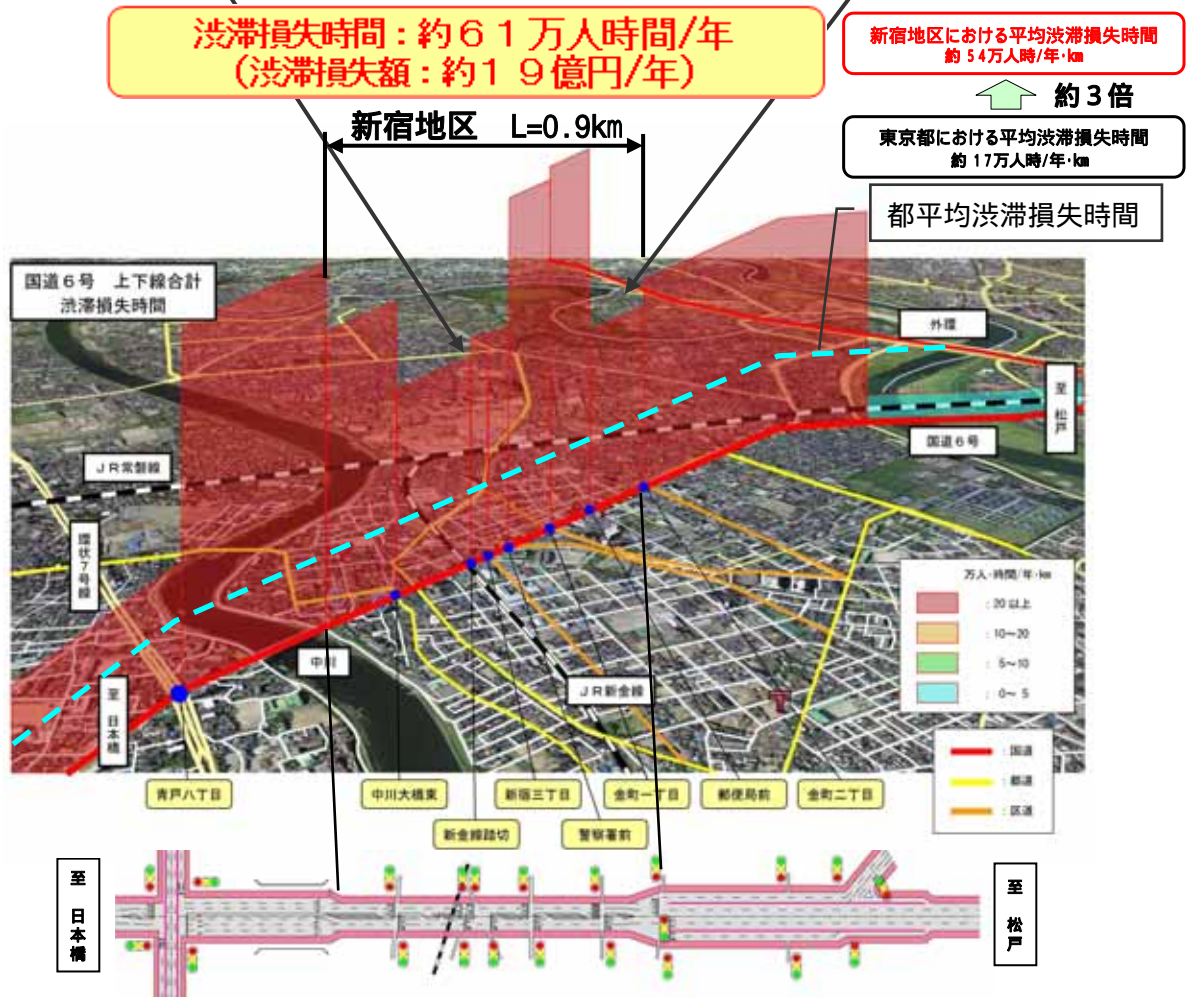 渋滞損失時間：約６１万人時間/年
（渋滞損失額：約１９億円/年）
新宿地区における平均渋滞損失時間
約 54万人時/年・km
約３倍
東京都における平均渋滞損失時間
約 17万人時/年・km
新宿地区 L=0.9km
都平均渋滞損失時間
国道６号 上下線合計
渋滞損失時間
外環
至 松戸
国道６号
ＪＲ常磐線
環状７号線
中川
至 日本橋
ＪＲ新金線
万人・時間/年・km
：20 以上
：10～20
：5～10
：0～ 5
：国道
：都道
：区道
青戸八丁目
中川大橋東
新宿三丁目
金町一丁目
郵便局前
金町二丁目
新金線踏切
警察署前
至 日本橋
至 松戸